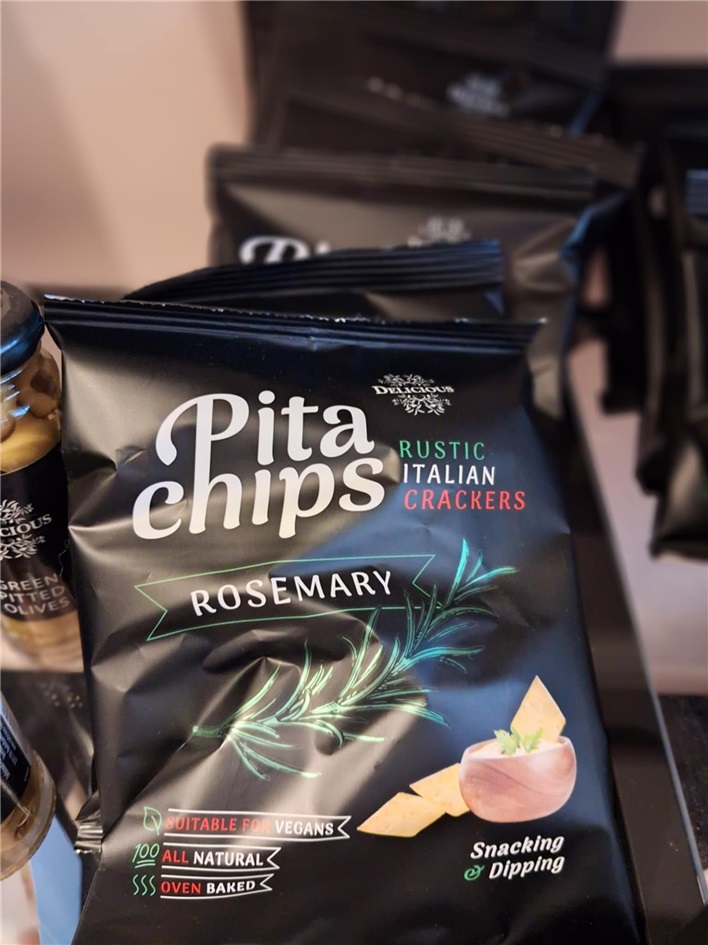 Pita
chips
DELICIOUS
RUSTIC
ITALIAN
CRACKERS
ROSEMARY
SUITABLE FOR VEGANS
100 ALL NATURAL
OVEN BAKED
Snacking
& Dipping
GREEN
PITTED
OLIVES